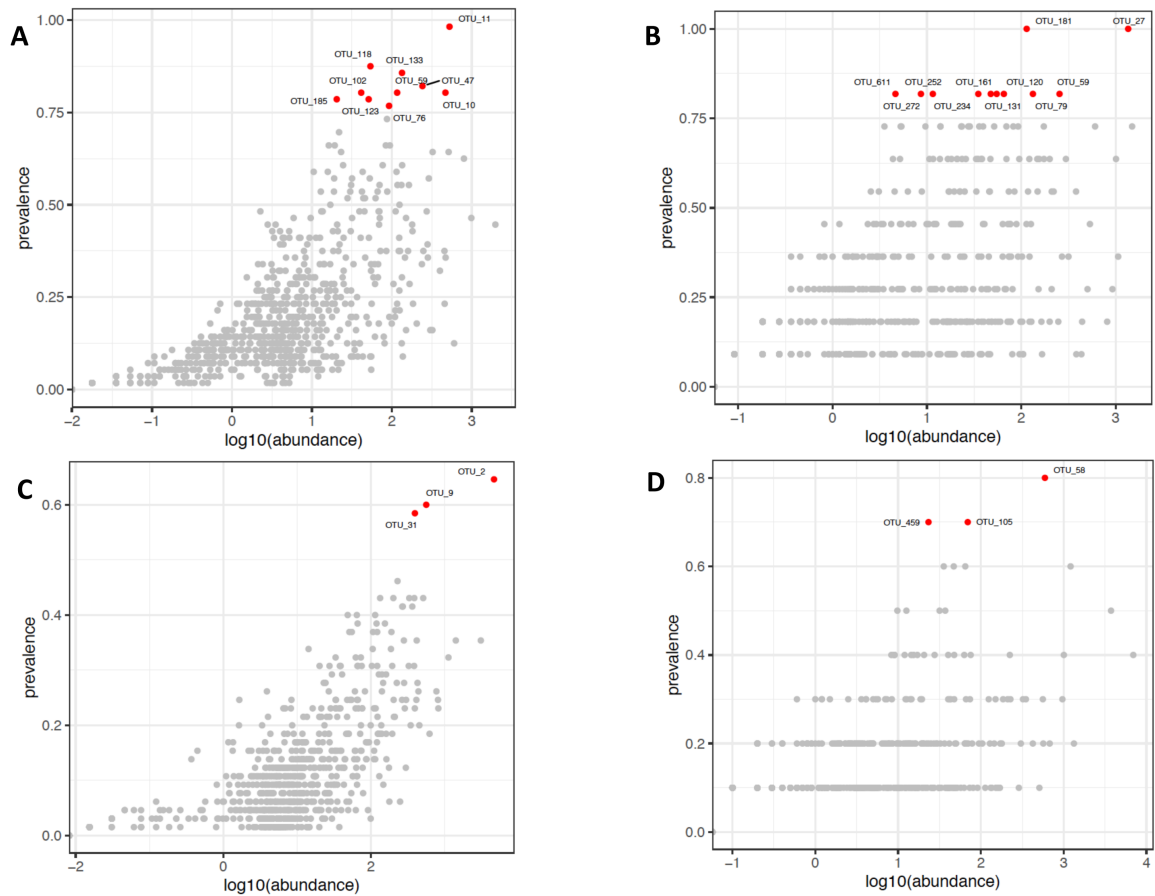 A
prevalence
1.00
0.75
0.50
0.25
0.00
OTU_11
OTU_118
OTU_133
OTU_102
OTU_59
OTU_47
OTU_185
OTU_123
OTU_10
OTU_76
−2
−1
0
1
2
3
log10(abundance)
B
prevalence
1.00
0.75
0.50
0.25
0.00
OTU_181
OTU_27
OTU_611
OTU_252
OTU_161
OTU_120
OTU_59
OTU_272
OTU_234
OTU_131
OTU_79
−1
0
1
2
3
log10(abundance)
C
prevalence
0.6
0.4
0.2
0.0
OTU_2
OTU_9
OTU_31
−2
0
2
log10(abundance)
D
prevalence
0.8
0.6
0.4
0.2
0.0
OTU_58
OTU_459
OTU_105
−1
0
1
2
3
4
log10(abundance)